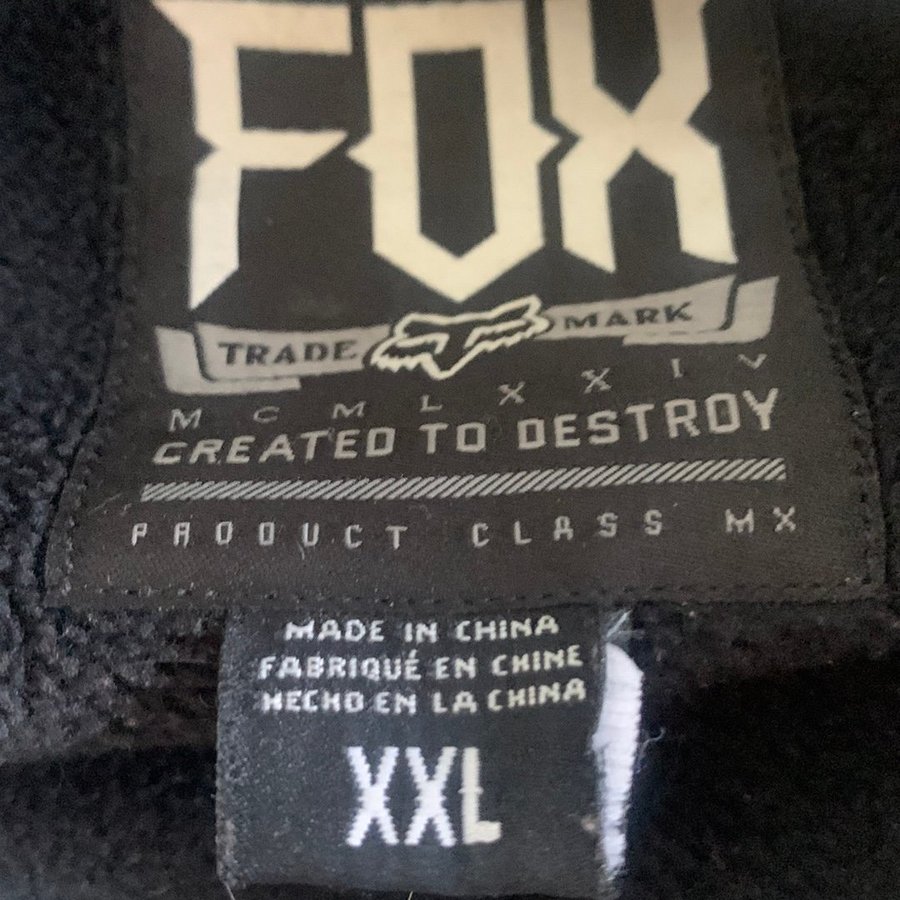 FOX
TRADE MARK
M C M L X X I V
CREATED TO DESTROY
PRODUCT CLASS MX
MADE IN CHINA
FABRIQUÉ EN CHINE
HECHO EN LA CHINA
XXL